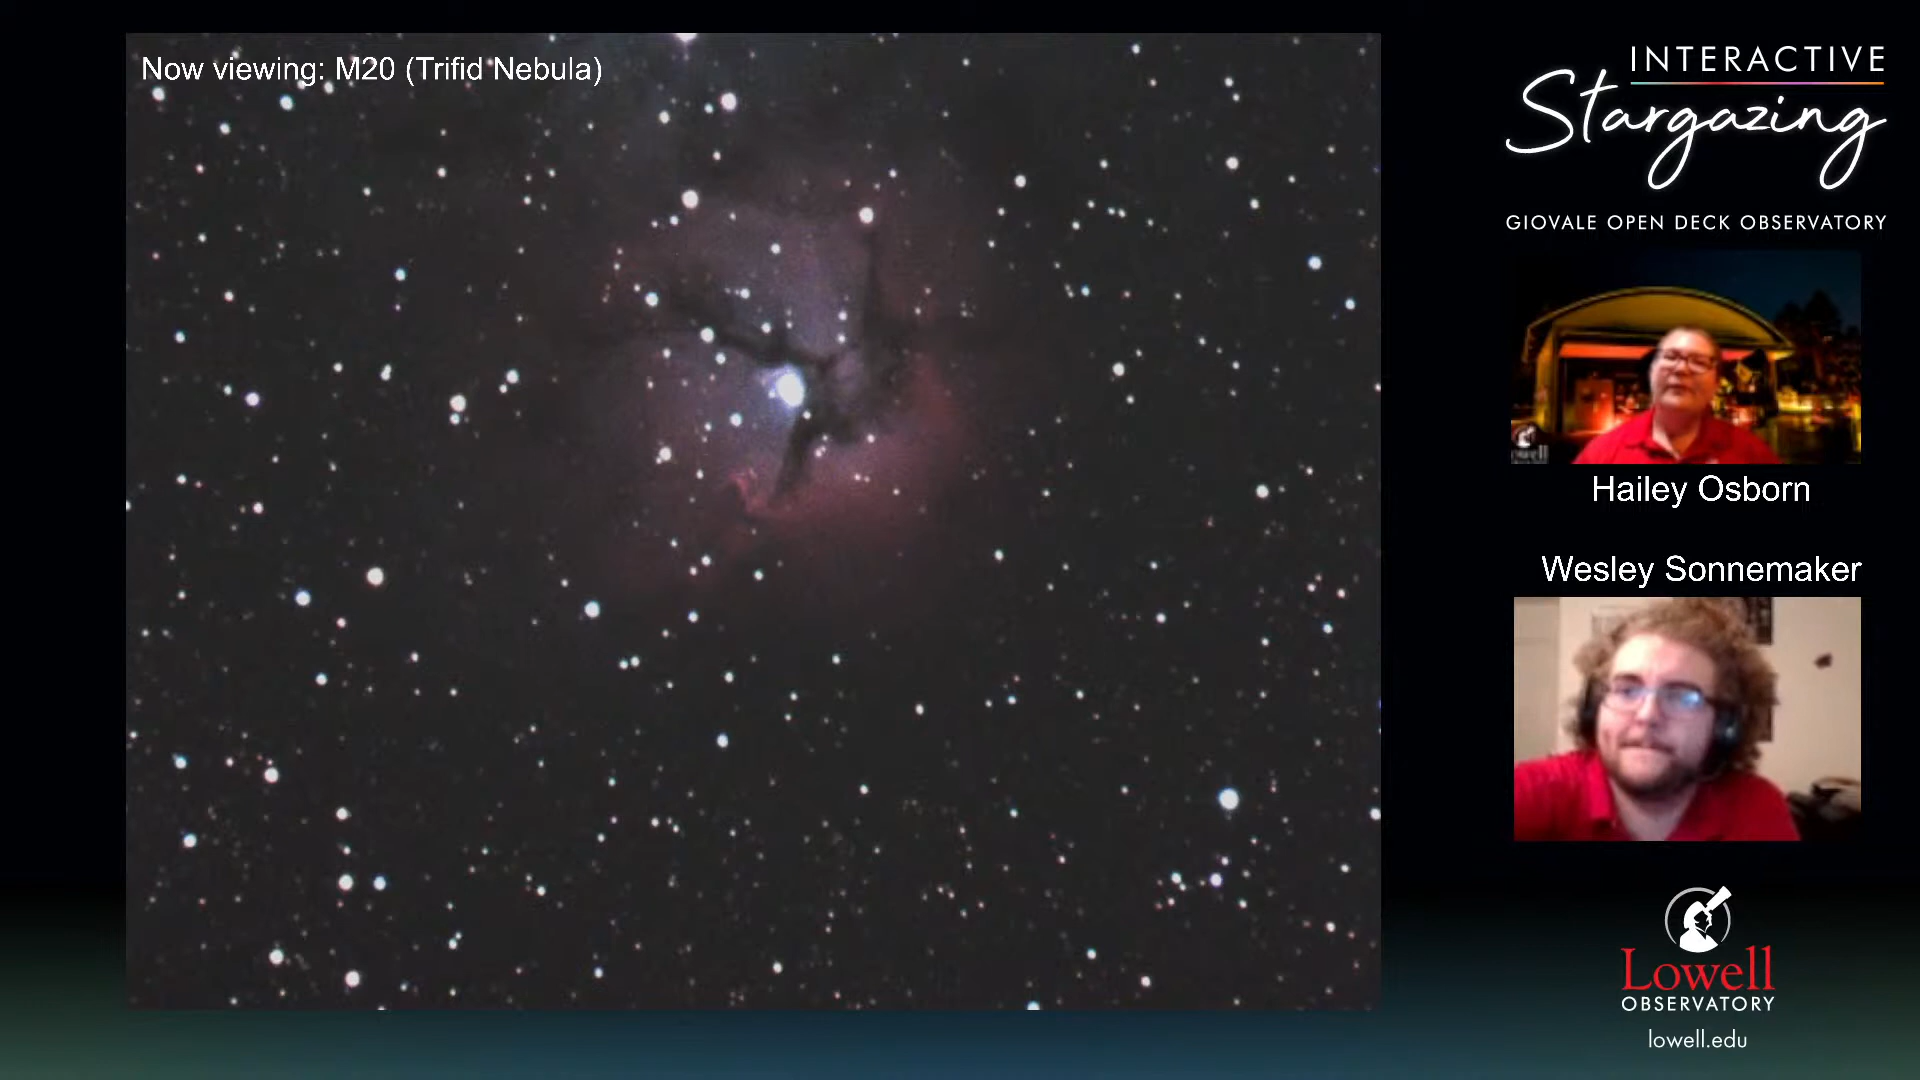 Now viewing: M20 (Trifid Nebula)
INTERACTIVE
Stargazing
GIOVALE OPEN DECK OBSERVATORY
Lowell
Hailey Osborn
Wesley Sonnemaker
LOWELL
OBSERVATORY
lowell.edu